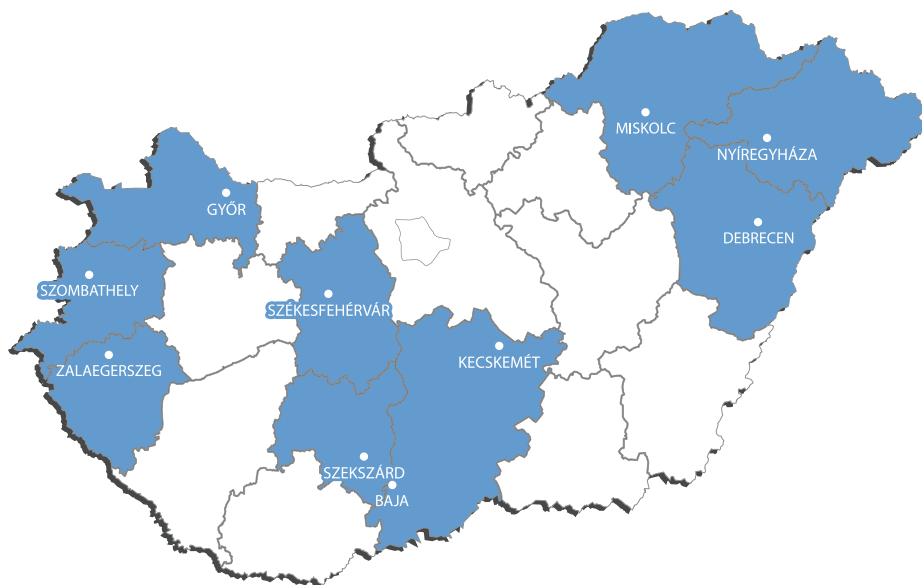 MISKOLC
NYÍREGYHÁZA
GYŐR
DEBRECEN
SZOMBATHELY
SZÉKESFEHÉRVÁR
KECSKEMÉT
ZALAEGERSZEG
SZEKSZÁRD
BAJA